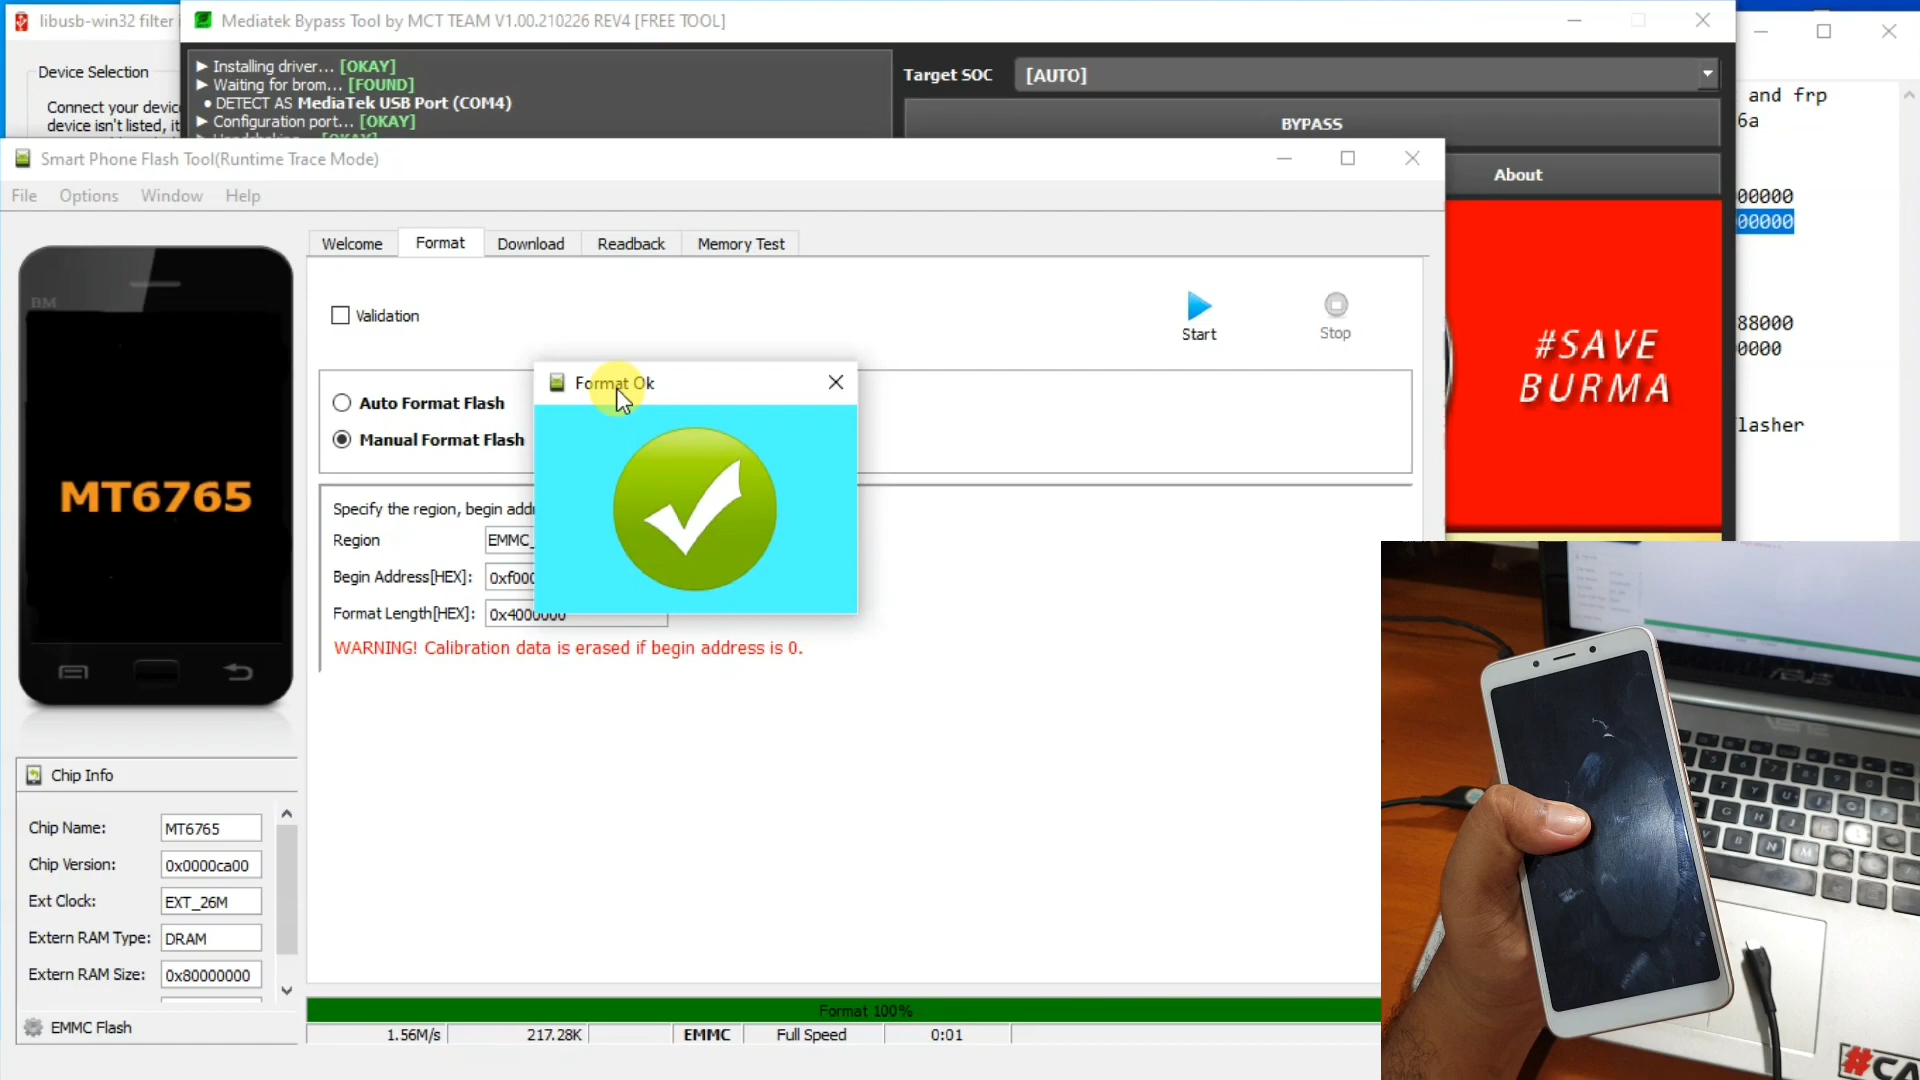 libusb-win32 filter
Mediatek Bypass Tool by MCT TEAM V1.00.210226 REV4 [FREE TOOL]
Device Selection
Connect your device
device isn't listed, it
Installing driver... [OKAY]
Waiting for brom... [FOUND]
DETECT AS MediaTek USB Port (COM4)
Configuration port... [OKAY]
Handshaking... [OKAY]
Target SOC
[AUTO]
BYPASS
About
and frp
6a
00000
00000
88000
0000
lasher
#SAVE
BURMA
Smart Phone Flash Tool(Runtime Trace Mode)
File Options Window Help
Welcome Format Download Readback Memory Test
Validation
Start
Stop
Auto Format Flash
Manual Format Flash
Format Ok
Specify the region, begin addr
Region
EMMC_
Begin Address[HEX]:
0xf000
Format Length[HEX]:
0x4000000
WARNING! Calibration data is erased if begin address is 0.
BM
MT6765
Chip Info
Chip Name: MT6765
Chip Version: 0x0000ca00
Ext Clock: EXT_26M
Extern RAM Type: DRAM
Extern RAM Size: 0x80000000
EMMC Flash
Format 100%
1.56M/s 217.28K EMMC Full Speed 0:01
ASUS
#CA